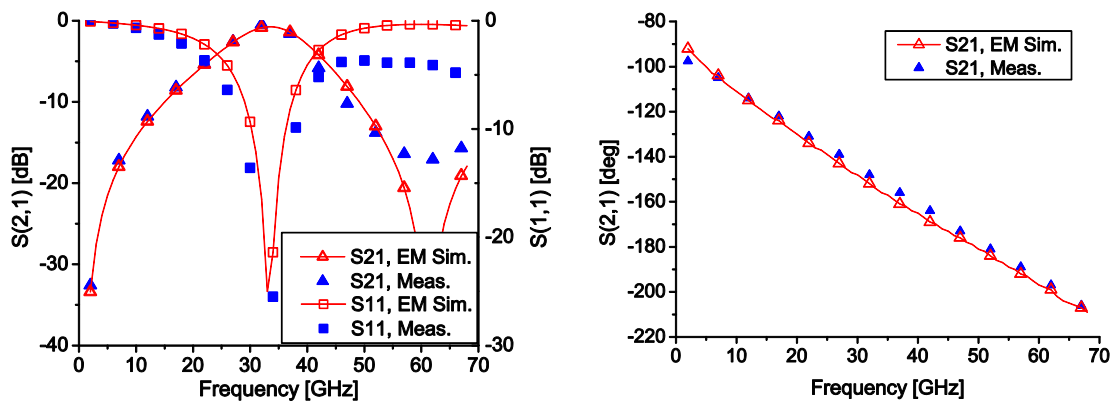 0
-10
-20
-30
-40
S(2,1) [dB]
0
-10
-20
-30
S(1,1) [dB]
0 10 20 30 40 50 60 70
Frequency [GHz]
S21, EM Sim.
S21, Meas.
S11, EM Sim.
S11, Meas.
-80
-100
-120
-140
-160
-180
-200
-220
S(2,1) [deg]
0 10 20 30 40 50 60 70
Frequency [GHz]
S21, EM Sim.
S21, Meas.